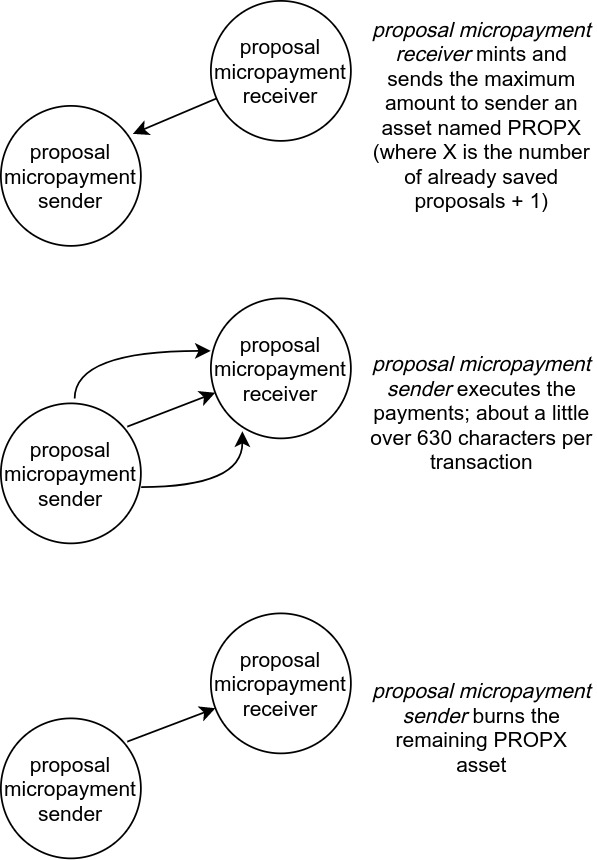 proposal
micropayment
receiver
proposal
micropayment
sender
proposal micropayment
receiver mints and
sends the maximum
amount to sender an
asset named PROPX
(where X is the number
of already saved
proposals + 1)
proposal
micropayment
receiver
proposal
micropayment
sender
proposal micropayment
sender executes the
payments; about a little
over 630 characters per
transaction
proposal
micropayment
receiver
proposal
micropayment
sender
proposal micropayment
sender burns the
remaining PROPX
asset